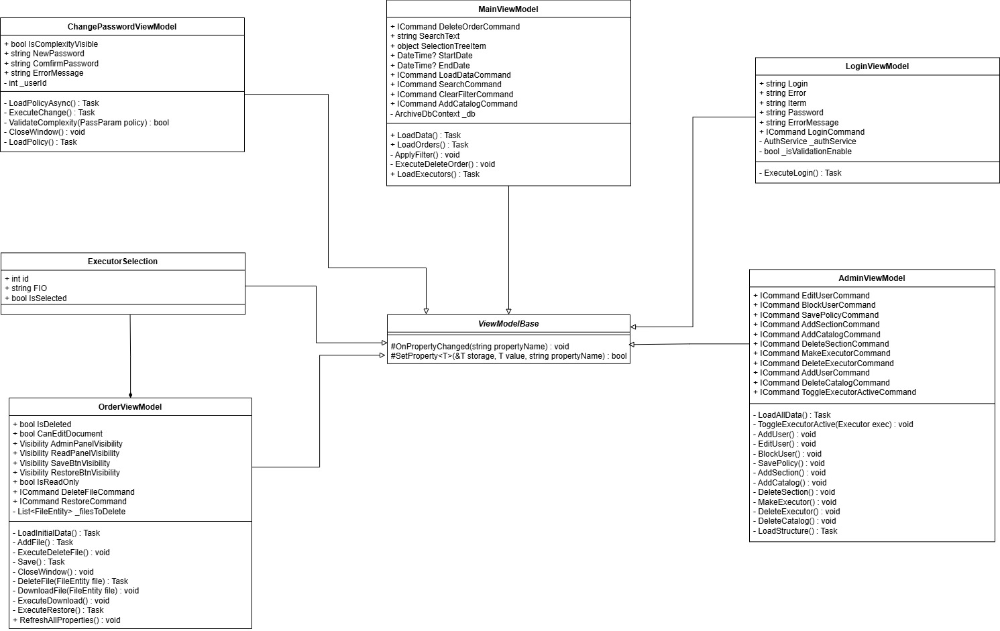 ChangePasswordViewModel
+ bool IsComplexityVisible
+ string NewPassword
+ string ComfirmPassword
+ string ErrorMessage
- int _userId
- LoadPolicyAsync() : Task
- ExecuteChange() : Task
- ValidateComplexity(PassParam policy) : bool
- CloseWindow() : void
- LoadPolicy() : Task
MainViewModel
+ ICommand DeleteOrderCommand
+ string SearchText
+ object SelectionTreeItem
+ DateTime? StartDate
+ DateTime? EndDate
+ ICommand LoadDataCommand
+ ICommand SearchCommand
+ ICommand ClearFilterCommand
+ ICommand AddCatalogCommand
- ArchiveDbContext _db
+ LoadData() : Task
+ LoadOrders() : Task
- ApplyFilter() : void
- ExecuteDeleteOrder() : void
+ LoadExecutors() : Task
LoginViewModel
+ string Login
+ string Error
+ string Iterm
+ string Password
+ string ErrorMessage
+ ICommand LoginCommand
- AuthService _authService
- bool _isValidationEnable
- ExecuteLogin() : Task
ExecutorSelection
+ int id
+ string FIO
+ bool IsSelected
ViewModelBase
#OnPropertyChanged(string propertyName) : void
#SetProperty<T>(&T storage, T value, string propertyName) : bool
AdminViewModel
+ ICommand EditUserCommand
+ ICommand BlockUserCommand
+ ICommand SavePolicyCommand
+ ICommand AddSectionCommand
+ ICommand AddCatalogCommand
+ ICommand DeleteSectionCommand
+ ICommand MakeExecutorCommand
+ ICommand DeleteExecutorCommand
+ ICommand AddUserCommand
+ ICommand DeleteCatalogCommand
+ ICommand ToggleExecutorActiveCommand
- LoadAllData() : Task
- ToggleExecutorActive(Executor exec) : void
- AddUser() : void
- EditUser() : void
- BlockUser() : void
- SavePolicy() : void
- AddSection() : void
- AddCatalog() : void
- DeleteSection() : void
- MakeExecutor() : void
- DeleteExecutor() : void
- DeleteCatalog() : void
- LoadStructure() : Task
OrderViewModel
+ bool IsDeleted
+ bool CanEditDocument
+ Visibility AdminPanelVisibility
+ Visibility ReadPanelVisibility
+ Visibility SaveBtnVisibility
+ Visibility RestoreBtnVisibility
+ bool IsReadOnly
+ ICommand DeleteFileCommand
+ ICommand RestoreCommand
- List<FileEntity> _filesToDelete
- LoadInitialData() : Task
- AddFile() : Task
- ExecuteDeleteFile() : void
- Save() : Task
- CloseWindow() : void
- DeleteFile(FileEntity file) : Task
- DownloadFile(FileEntity file) : void
- ExecuteDownload() : void
- ExecuteRestore() : Task
+ RefreshAllProperties() : void